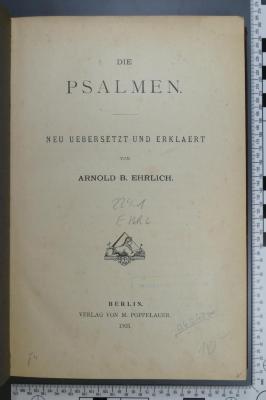 DIE
PSALMEN.
NEU UEBERSETZT UND ERKLAERT
VON
ARNOLD B. EHRLICH.
BERLIN.
VERLAG VON M. POPPELAUER.
1905.